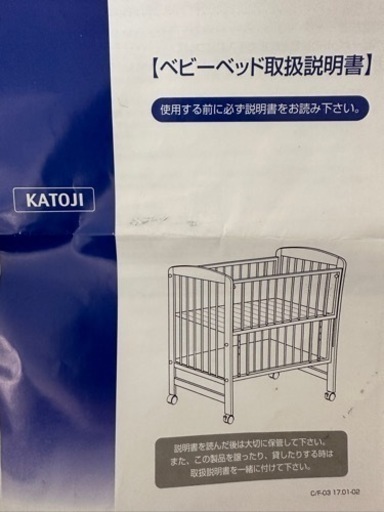 【ベビーベッド取扱説明書】
使用する前に必ず説明書をお読み下さい。
KATOJI
説明書を読んだ後は大切に保管して下さい。
また、この製品を譲ったり、貸したりする時は
取扱説明書を一緒に付けて下さい。
C/F-03 17.01-02